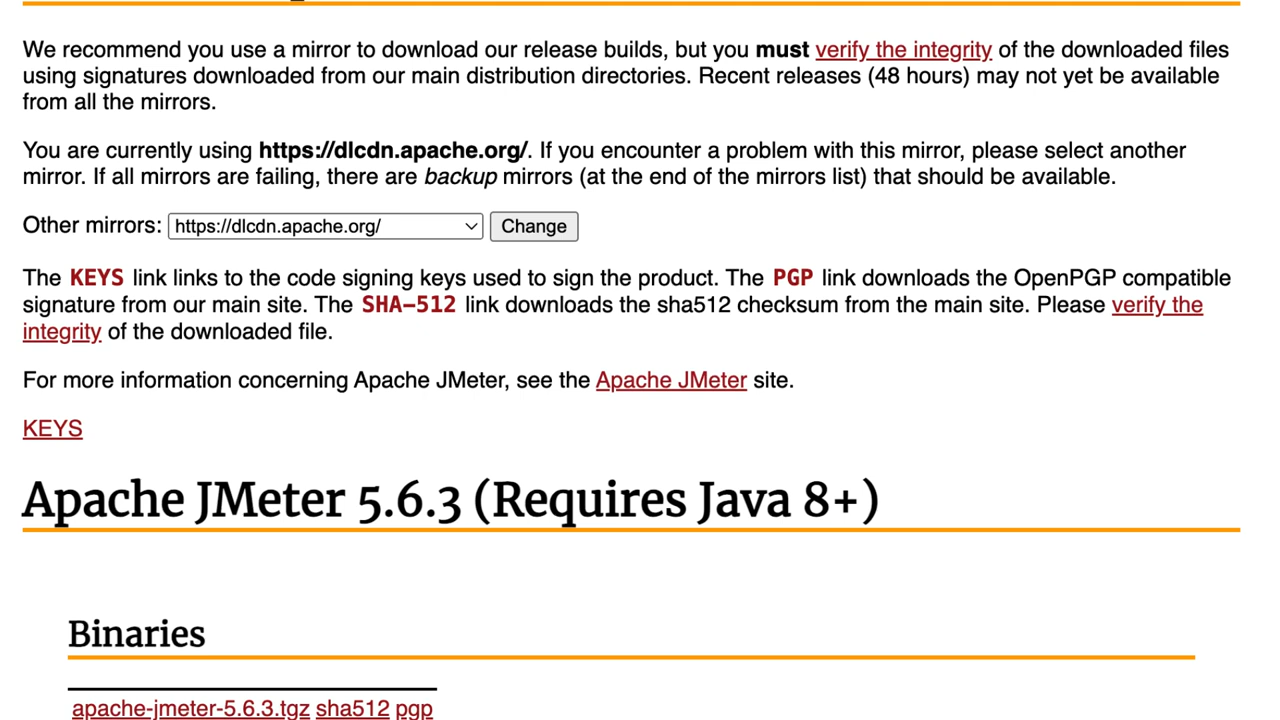 We recommend you use a mirror to download our release builds, but you must verify the integrity of the downloaded files
using signatures downloaded from our main distribution directories. Recent releases (48 hours) may not yet be available
from all the mirrors.
You are currently using https://dlcdn.apache.org/. If you encounter a problem with this mirror, please select another
mirror. If all mirrors are failing, there are backup mirrors (at the end of the mirrors list) that should be available.
Other mirrors: https://dlcdn.apache.org/ Change
The KEYS link links to the code signing keys used to sign the product. The PGP link downloads the OpenPGP compatible
signature from our main site. The SHA-512 link downloads the sha512 checksum from the main site. Please verify the
integrity of the downloaded file.
For more information concerning Apache JMeter, see the Apache JMeter site.
KEYS
Apache JMeter 5.6.3 (Requires Java 8+)
Binaries
apache-jmeter-5.6.3.tgz sha512 pgp